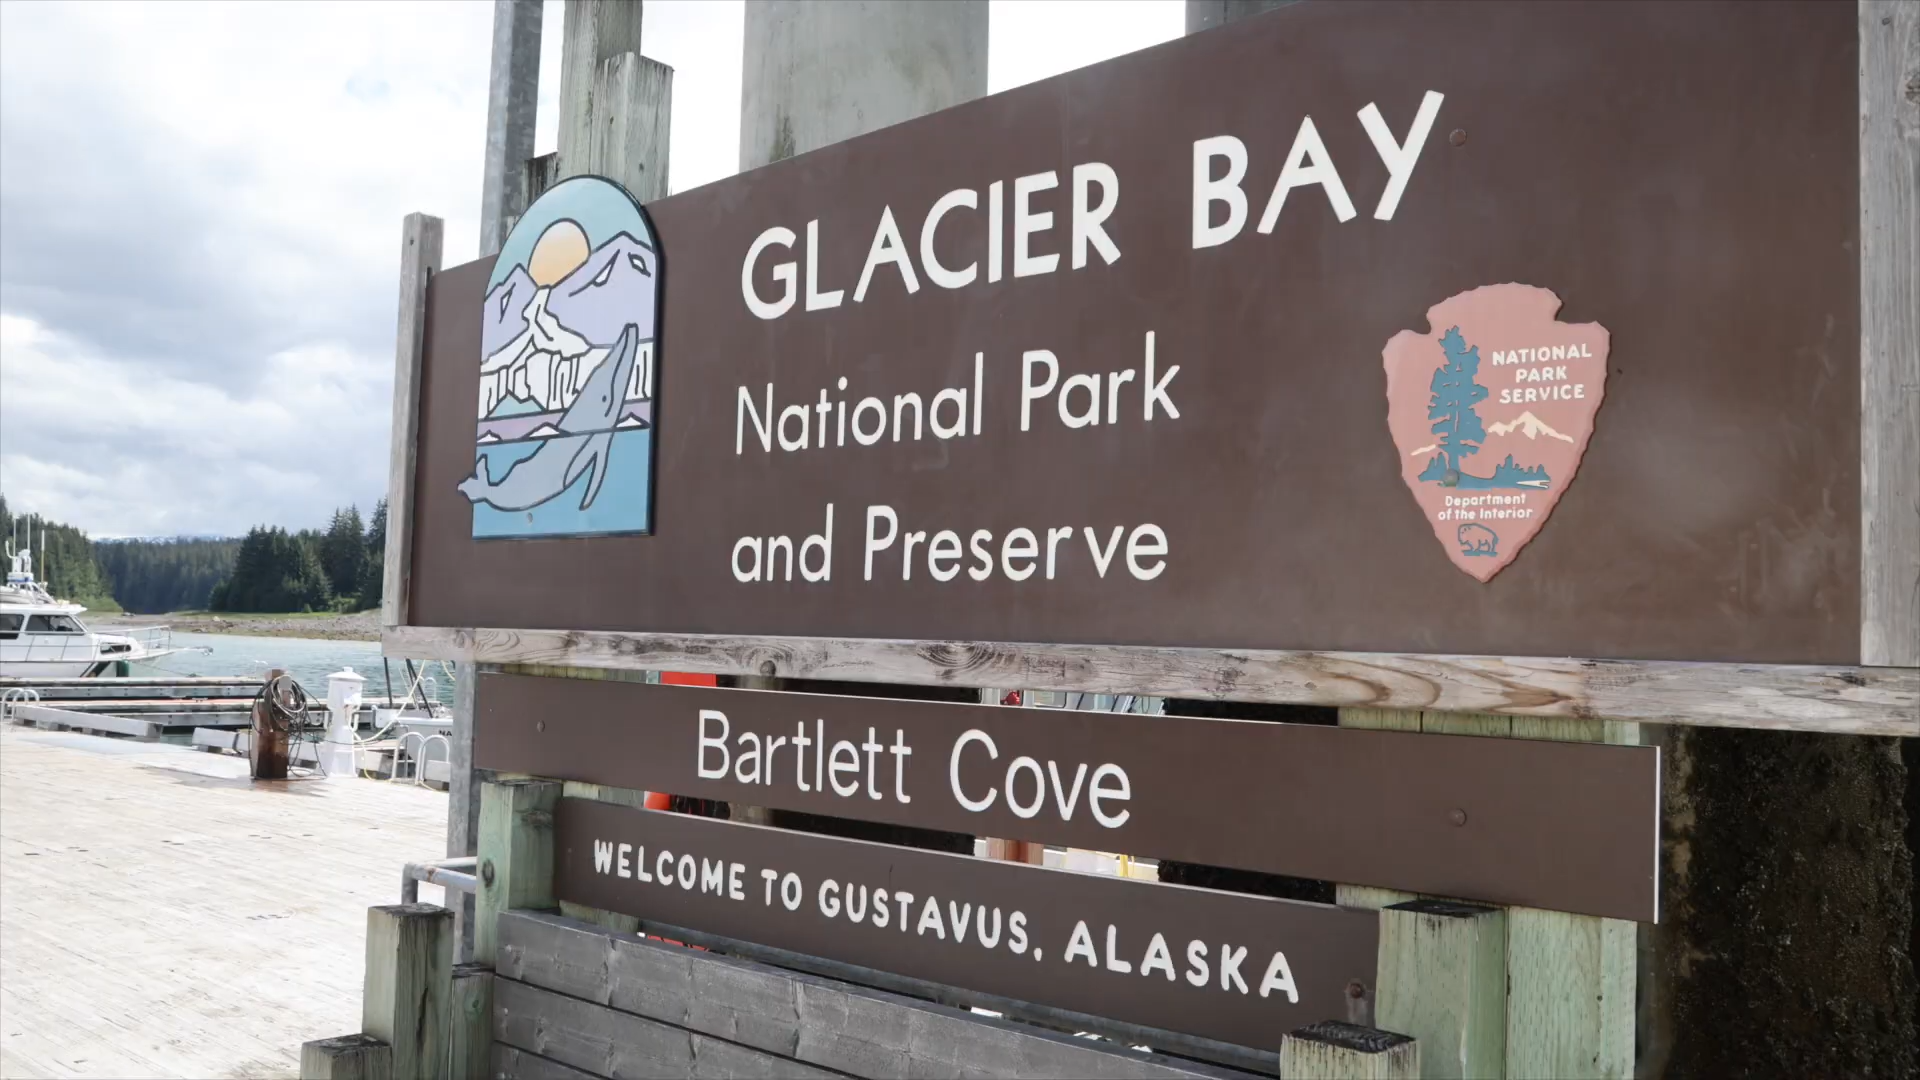 GLACIER BAY
National Park
and Preserve
NATIONAL
PARK
SERVICE
Department
of the Interior
Bartlett Cove
WELCOME TO GUSTAVUS, ALASKA